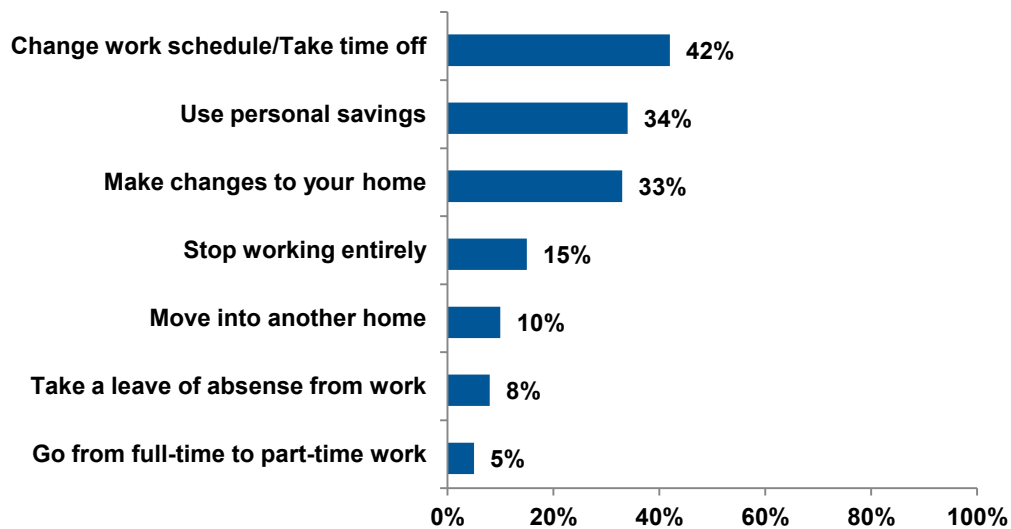 Change work schedule/Take time off 42%
Use personal savings 34%
Make changes to your home 33%
Stop working entirely 15%
Move into another home 10%
Take a leave of absence from work 8%
Go from full-time to part-time work 5%
0% 20% 40% 60% 80% 100%